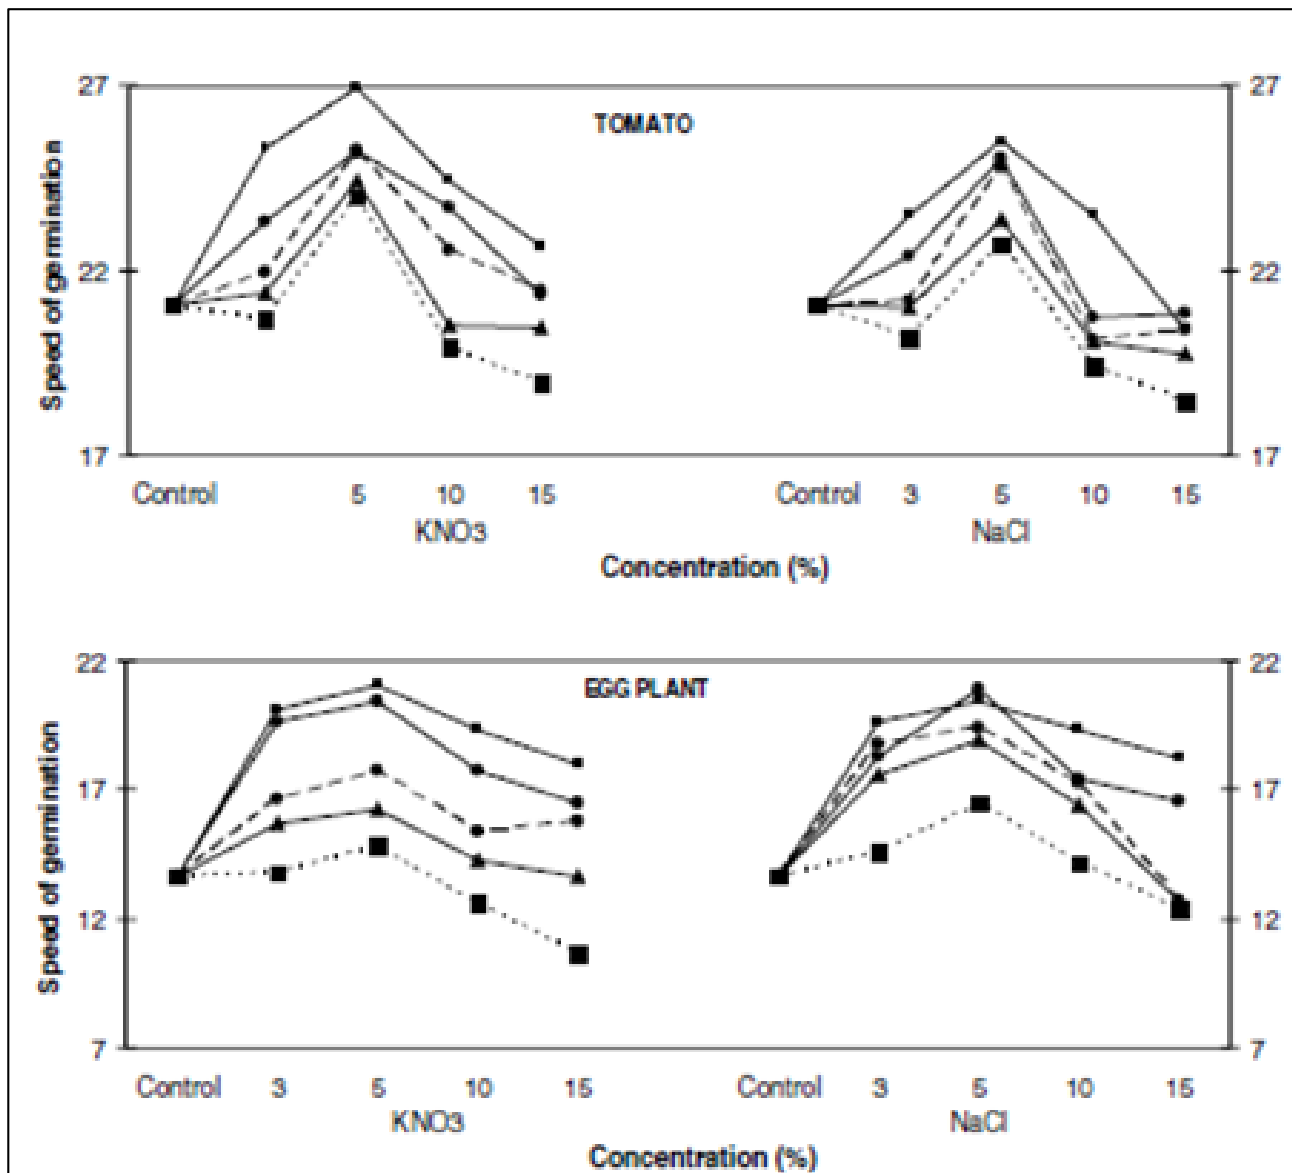 27 27
TOMATO
Speed of germination
22 22
17 17
Control 5 10 15 Control 3 5 10 15
KNO3 NaCl
Concentration (%)
22 22
EGG PLANT
Speed of germination
17 17
12 12
7 7
Control 3 5 10 15 Control 3 5 10 15
KNO3 NaCl
Concentration (%)